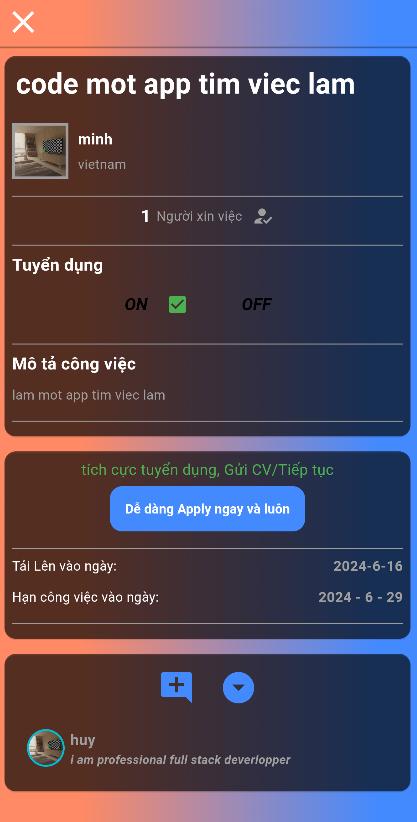 code mot app tim viec lam
minh
vietnam
1 Người xin việc
Tuyển dụng
ON OFF
Mô tả công việc
lam mot app tim viec lam
tích cực tuyển dụng, Gửi CV/Tiếp tục
Dễ dàng Apply ngay và luôn
Tải Lên vào ngày: 2024-6-16
Hạn công việc vào ngày: 2024 - 6 - 29
huy
i am professional full stack deverlopper